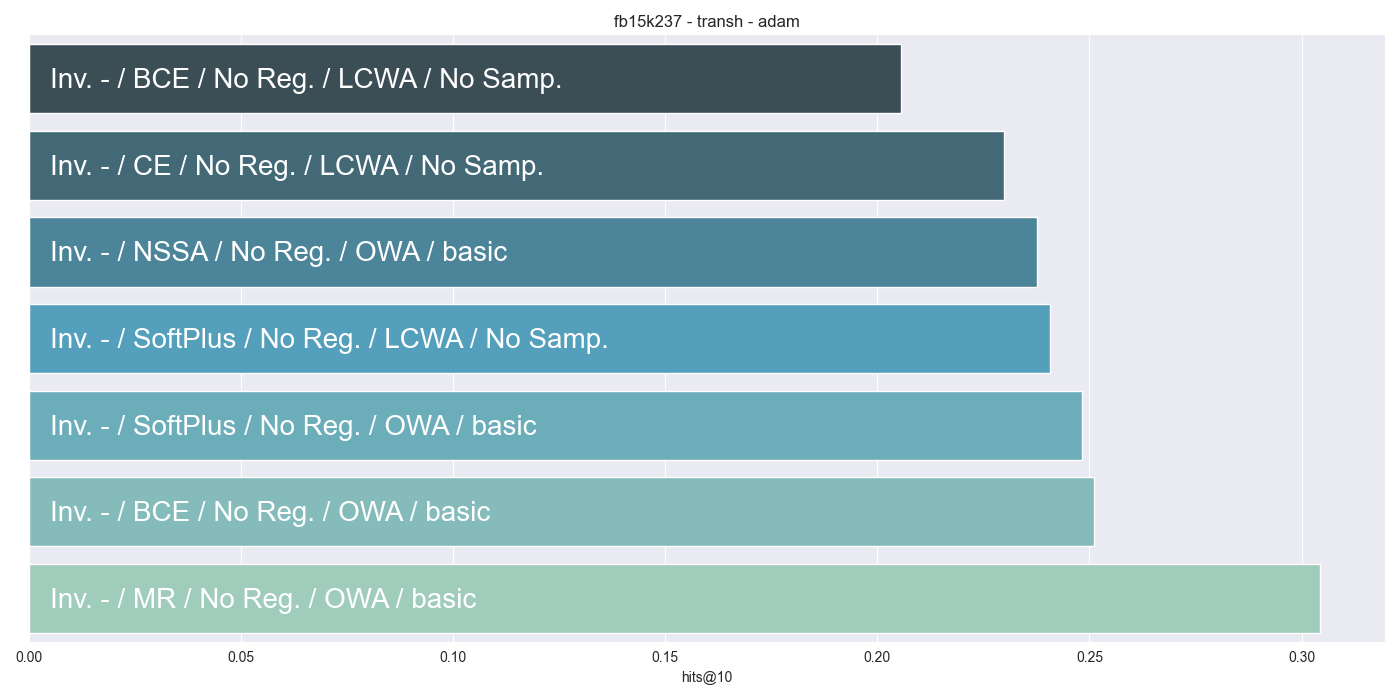 fb15k237 - transh - adam
Inv. - / BCE / No Reg. / LCWA / No Samp.
Inv. - / CE / No Reg. / LCWA / No Samp.
Inv. - / NSSA / No Reg. / OWA / basic
Inv. - / SoftPlus / No Reg. / LCWA / No Samp.
Inv. - / SoftPlus / No Reg. / OWA / basic
Inv. - / BCE / No Reg. / OWA / basic
Inv. - / MR / No Reg. / OWA / basic
0.00 0.05 0.10 0.15 0.20 0.25 0.30
hits@10